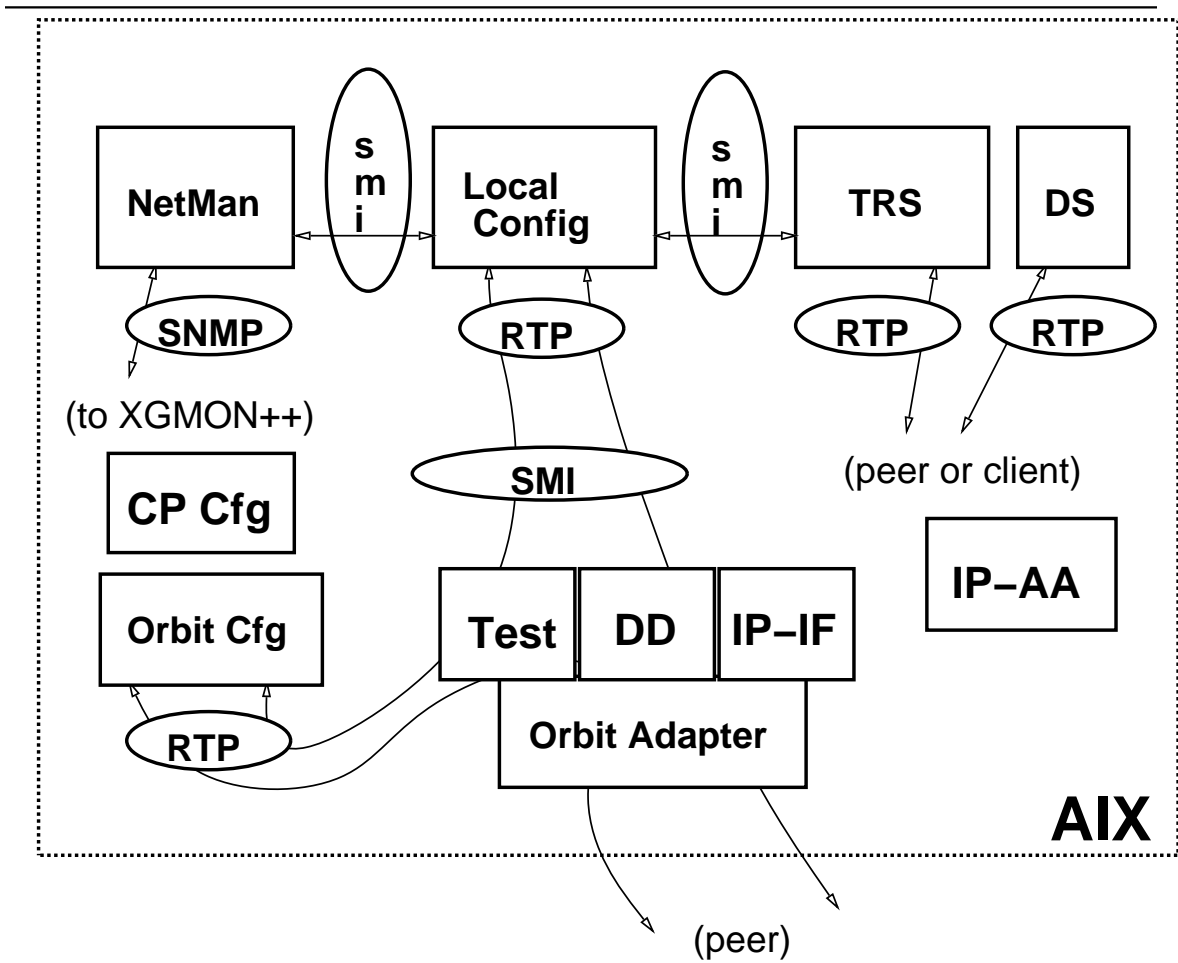 s
m
i
s
m
i
NetMan
Local
Config
TRS
DS
SNMP
RTP
RTP
RTP
(to XGMON++)
SMI
(peer or client)
CP Cfg
IP–AA
Orbit Cfg
Test
DD
IP–IF
RTP
Orbit Adapter
AIX
(peer)